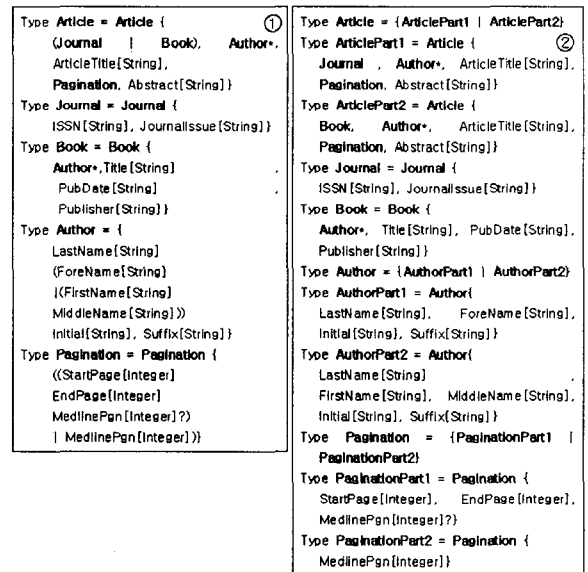 Type Article = Article { ①
(Journal | Book), Author*,
ArticleTitle[String],
Pagination, Abstract[String]}
Type Journal = Journal {
ISSN[String], JournalIssue[String]}
Type Book = Book {
Author*,Title[String] ,
PubDate[String] ,
Publisher[String]}
Type Author = {
LastName[String]
(ForeName[String]
|(FirstName[String]
MiddleName[String]))
Initial[String], Suffix[String]}
Type Pagination = Pagination {
((StartPage[Integer]
EndPage[Integer]
MedlinePgn[Integer]?)
| MedlinePgn[Integer])}
Type Article = {ArticlePart1 | ArticlePart2}
Type ArticlePart1 = Article { ②
Journal , Author*, ArticleTitle[String],
Pagination, Abstract[String]}
Type ArticlePart2 = Article {
Book, Author*, ArticleTitle[String],
Pagination, Abstract[String]}
Type Journal = Journal {
ISSN[String], JournalIssue[String]}
Type Book = Book {
Author*, Title[String], PubDate[String],
Publisher[String]}
Type Author = {AuthorPart1 | AuthorPart2}
Type AuthorPart1 = Author{
LastName[String], ForeName[String],
Initial[String], Suffix[String]}
Type AuthorPart2 = Author{
LastName[String] ,
FirstName[String], MiddleName[String],
Initial[String], Suffix[String]}
Type Pagination = {PaginationPart1 |
PaginationPart2}
Type PaginationPart1 = Pagination {
StartPage[Integer], EndPage[Integer],
MedlinePgn[Integer]?}
Type PaginationPart2 = Pagination {
MedlinePgn[Integer]}